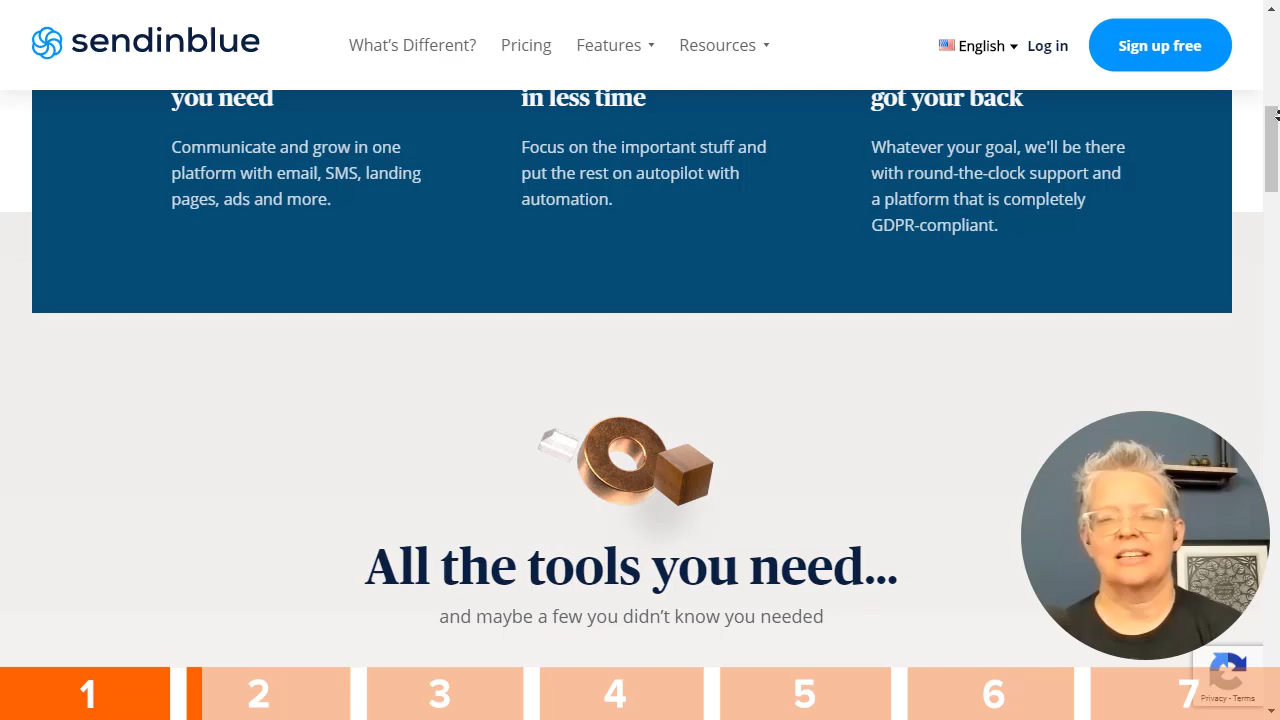 sendinblue
What's Different? Pricing Features Resources
English Log in Sign up free
you need
Communicate and grow in one
platform with email, SMS, landing
pages, ads and more.
in less time
Focus on the important stuff and
put the rest on autopilot with
automation.
got your back
Whatever your goal, we'll be there
with round-the-clock support and
a platform that is completely
GDPR-compliant.
All the tools you need...
and maybe a few you didn't know you needed
1 2 3 4 5 6 7
Privacy - Terms